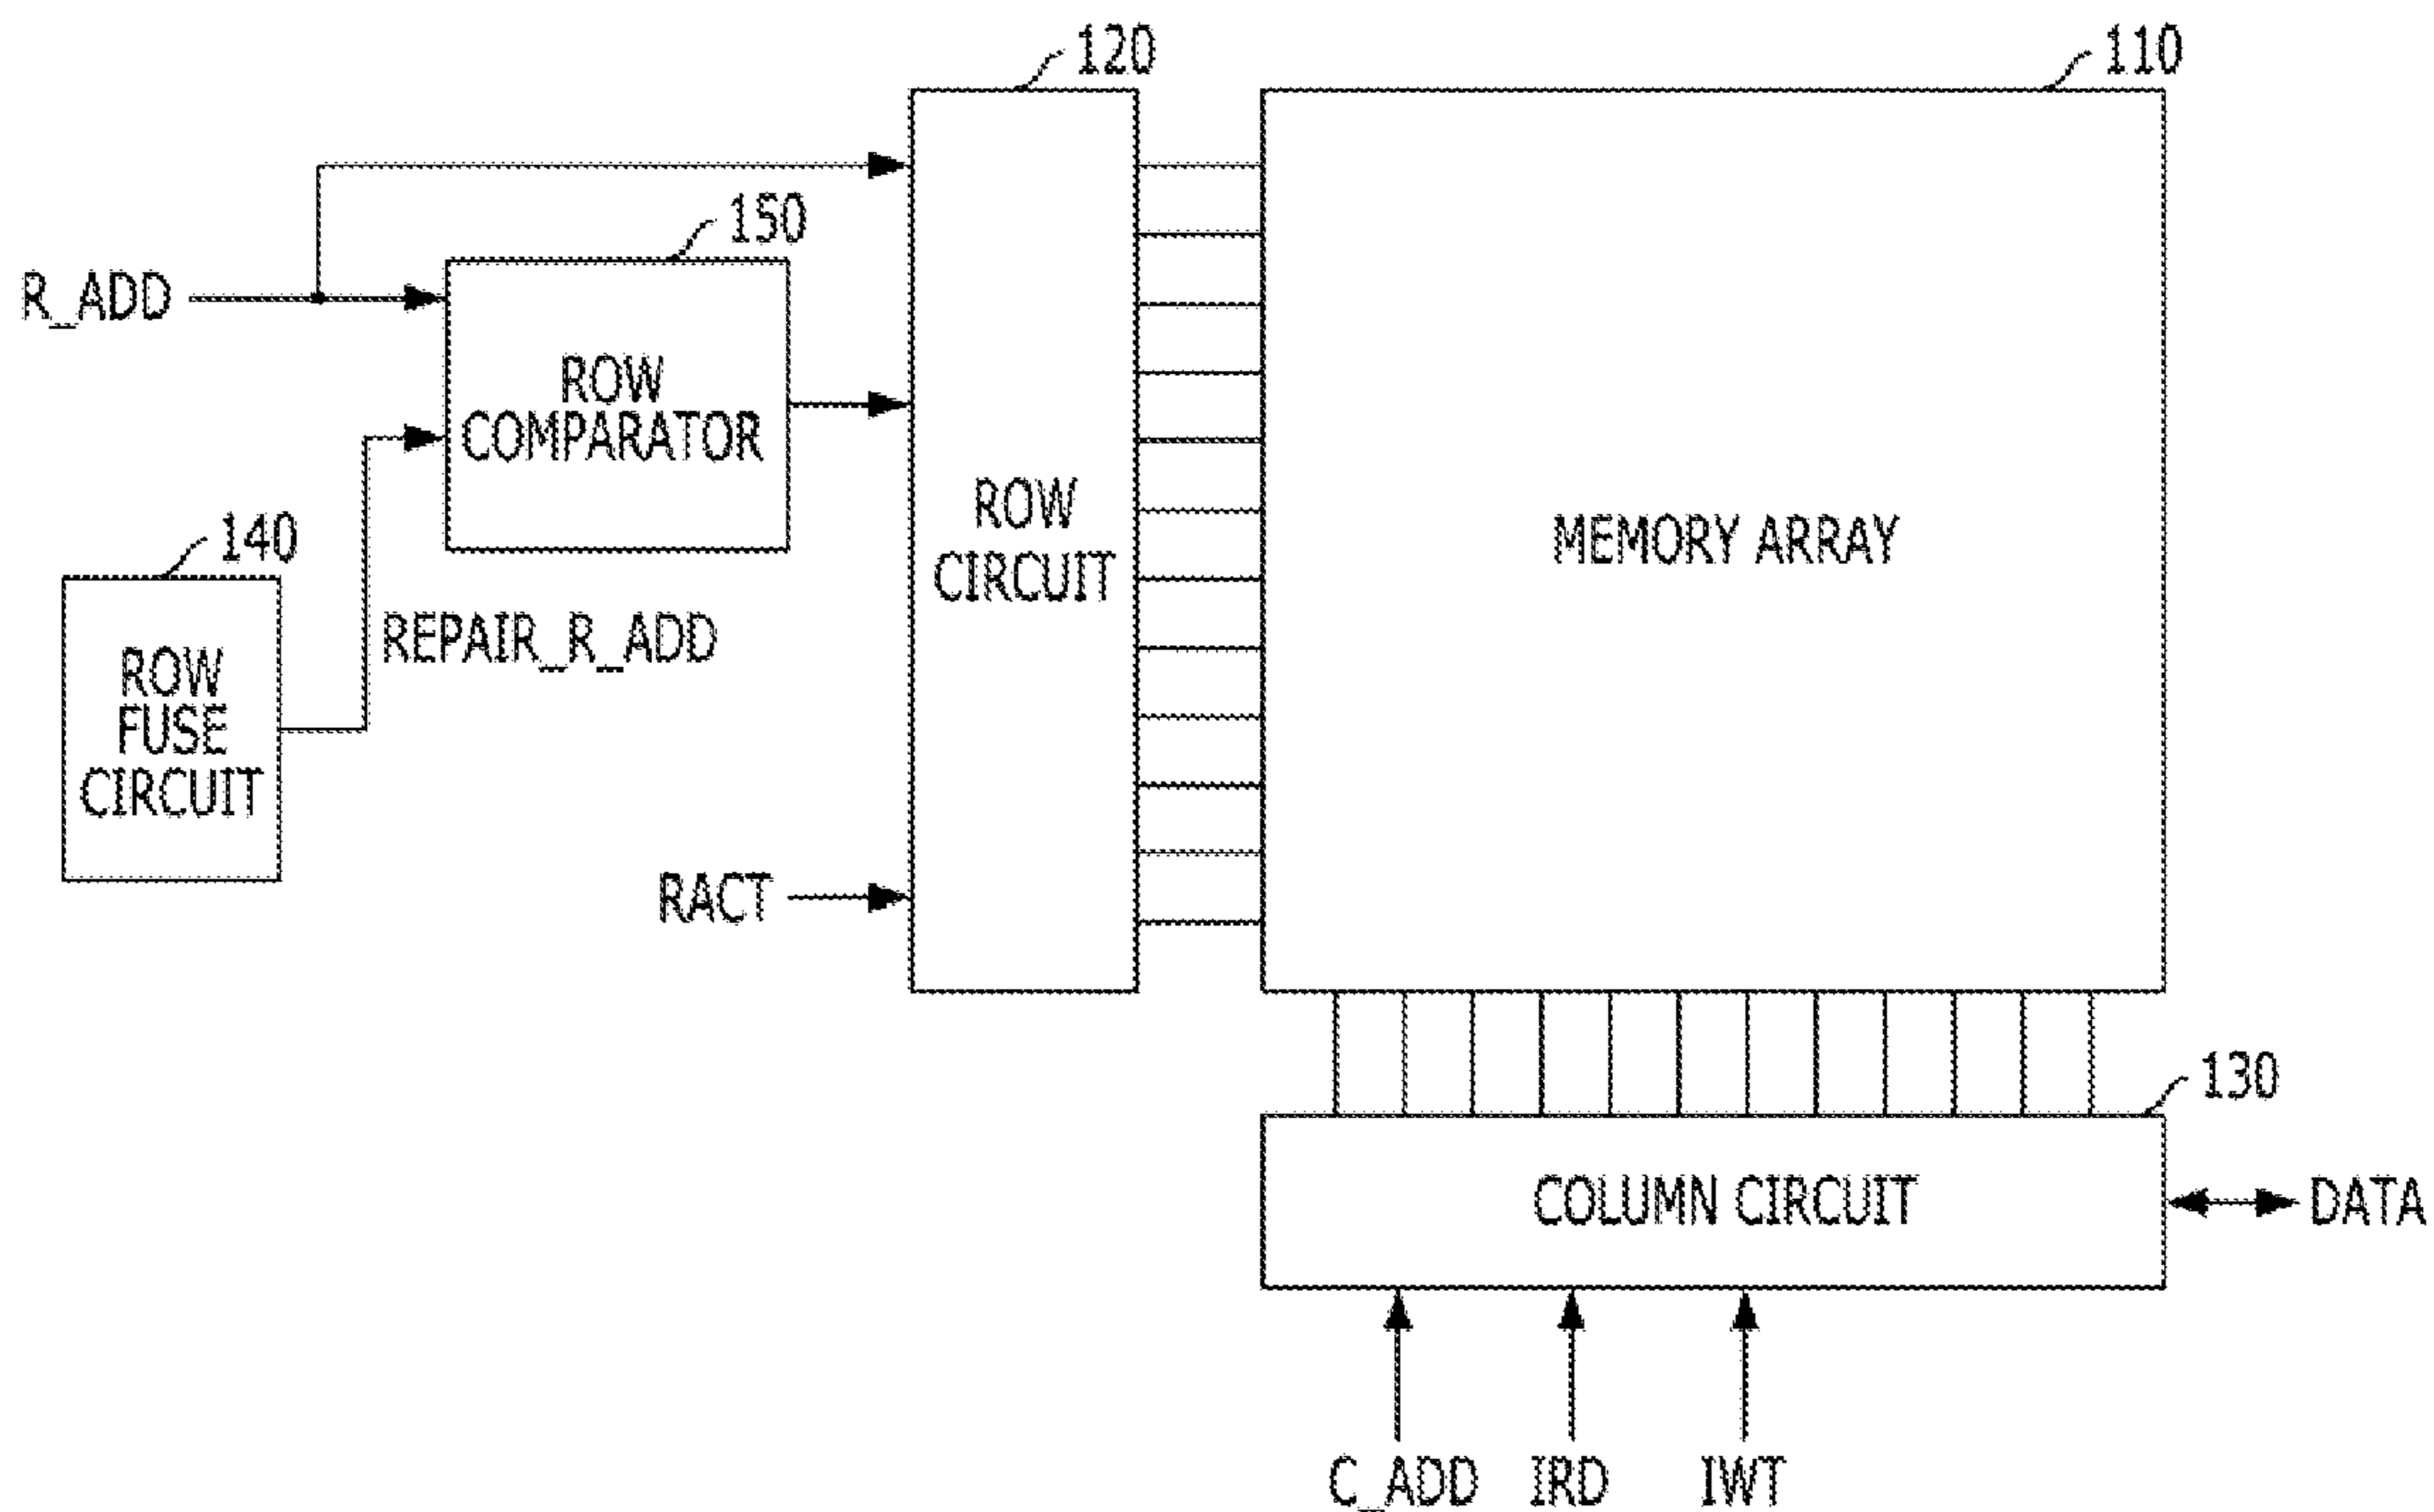 120
110
150
R_ADD
ROW
COMPARATOR
ROW
CIRCUIT
MEMORY ARRAY
140
REPAIR_R_ADD
ROW
FUSE
CIRCUIT
RACT
130
COLUMN CIRCUIT
DATA
C_ADD IRD IWT